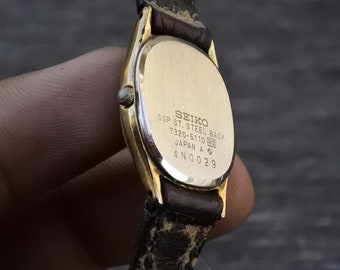 SEIKO
SGP ST. STEEL BACK
7320-5110
JAPAN A
4N0029